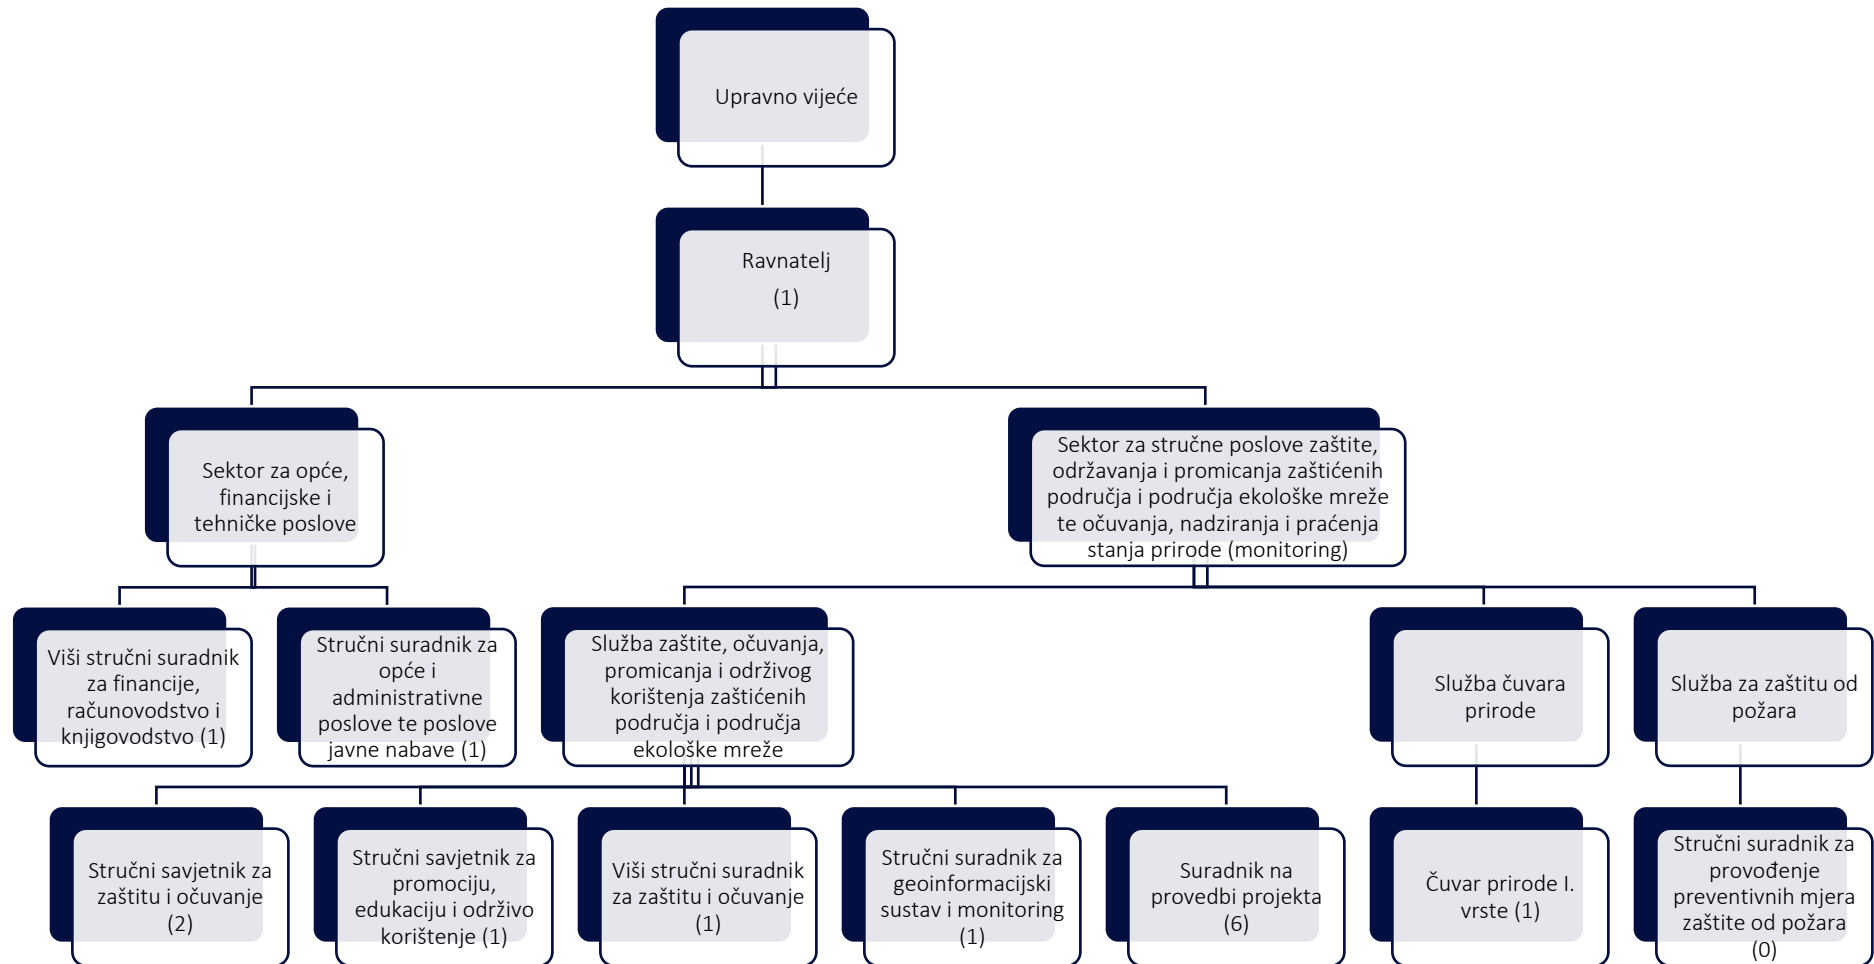 Upravno vijeće
Ravnatelj
(1)
Sektor za opće,
financijske i
tehničke poslove
Sektor za stručne poslove zaštite,
održavanja i promicanja zaštićenih
područja i područja ekološke mreže
te očuvanja, nadziranja i praćenja
stanja prirode (monitoring)
Viši stručni suradnik
za financije,
računovodstvo i
knjigovodstvo (1)
Stručni suradnik za
opće i
administrativne
poslove te poslove
javne nabave (1)
Služba zaštite, očuvanja,
promicanja i održivog
korištenja zaštićenih
područja i područja
ekološke mreže
Služba čuvara
prirode
Služba za zaštitu od
požara
Stručni savjetnik za
zaštitu i očuvanje
(2)
Stručni savjetnik za
promociju,
edukaciju i održivo
korištenje (1)
Viši stručni suradnik
za zaštitu i očuvanje
(1)
Stručni suradnik za
geoinformacijski
sustav i monitoring
(1)
Suradnik na
provedbi projekta
(6)
Čuvar prirode I.
vrste (1)
Stručni suradnik za
provođenje
preventivnih mjera
zaštite od požara
(0)